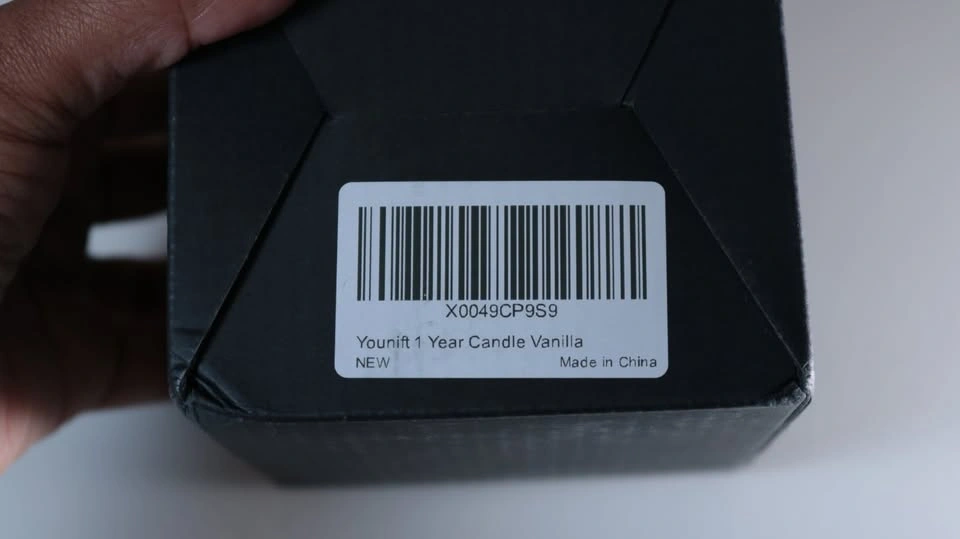 X0049CP9S9
Younift 1 Year Candle Vanilla
NEW
Made in China